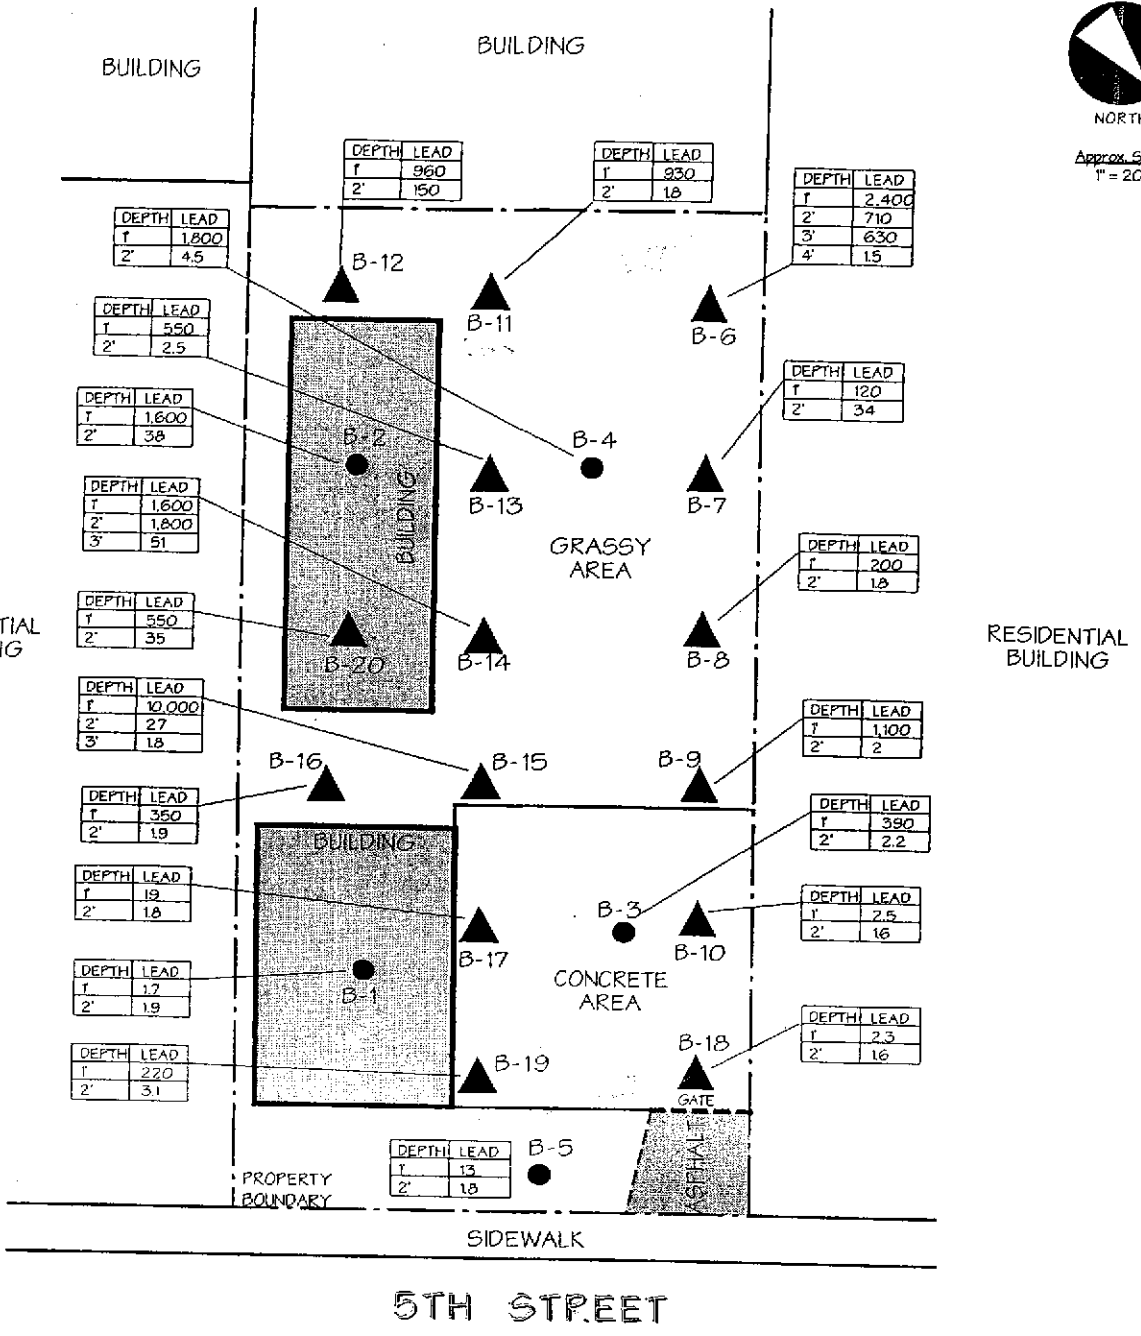 BUILDING
BUILDING
NORTH
Approx. S
1" = 20
DEPTH LEAD
1' 960
2' 150
DEPTH LEAD
1' 930
2' 1.8
DEPTH LEAD
1' 2,400
2' 710
3' 630
4' 1.5
DEPTH LEAD
1' 1,800
2' 4.5
B-12
B-11
B-6
DEPTH LEAD
1' 550
2' 2.5
DEPTH LEAD
1' 120
2' 34
DEPTH LEAD
1' 1,600
2' 38
B-2
B-4
BUILDING
B-13
B-7
DEPTH LEAD
1' 1,600
2' 1,800
3' 51
GRASSY
AREA
DEPTH LEAD
1' 200
2' 1.8
DEPTH LEAD
1' 550
2' 35
TIAL
G
B-20
B-14
B-8
RESIDENTIAL
BUILDING
DEPTH LEAD
1' 10,000
2' 27
3' 1.8
DEPTH LEAD
1' 1,100
2' 2
B-16
B-15
B-9
DEPTH LEAD
1' 350
2' 1.9
DEPTH LEAD
1' 390
2' 2.2
BUILDING
DEPTH LEAD
1' 19
2' 1.8
B-3
B-17
B-10
DEPTH LEAD
1' 2.5
2' 1.6
DEPTH LEAD
1' 1.7
2' 1.9
B-1
CONCRETE
AREA
DEPTH LEAD
1' 2.3
2' 1.6
DEPTH LEAD
1' 220
2' 3.1
B-19
B-18
GATE
ASPHALT
DEPTH LEAD
1' 13
2' 1.8
B-5
PROPERTY
BOUNDARY
SIDEWALK
5TH STREET